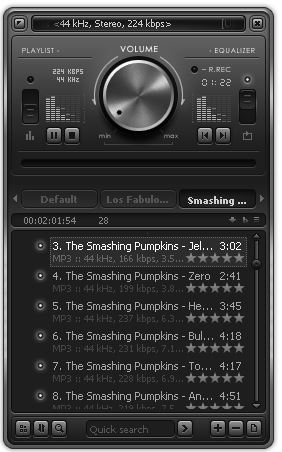 <44 kHz, Stereo, 224 kbps>
PLAYLIST
VOLUME
EQUALIZER
224 KBPS
44 KHZ
R.REC
01:22
min
max
Default
Los Fabulo...
Smashing ...
00:02:01:54
28
3. The Smashing Pumpkins - Jel... 3:02
MP3 :: 44 kHz, 166 kbps, 3.5...
4. The Smashing Pumpkins - Zero 2:41
MP3 :: 44 kHz, 199 kbps, 3.8...
5. The Smashing Pumpkins - He... 3:45
MP3 :: 44 kHz, 237 kbps, 6.3...
6. The Smashing Pumpkins - Bul... 4:18
MP3 :: 44 kHz, 231 kbps, 7.1...
7. The Smashing Pumpkins - To... 4:17
MP3 :: 44 kHz, 228 kbps, 6.9...
8. The Smashing Pumpkins - An... 4:51
MP3 :: 44 kHz, 219 kbps, 7.5...
Quick search